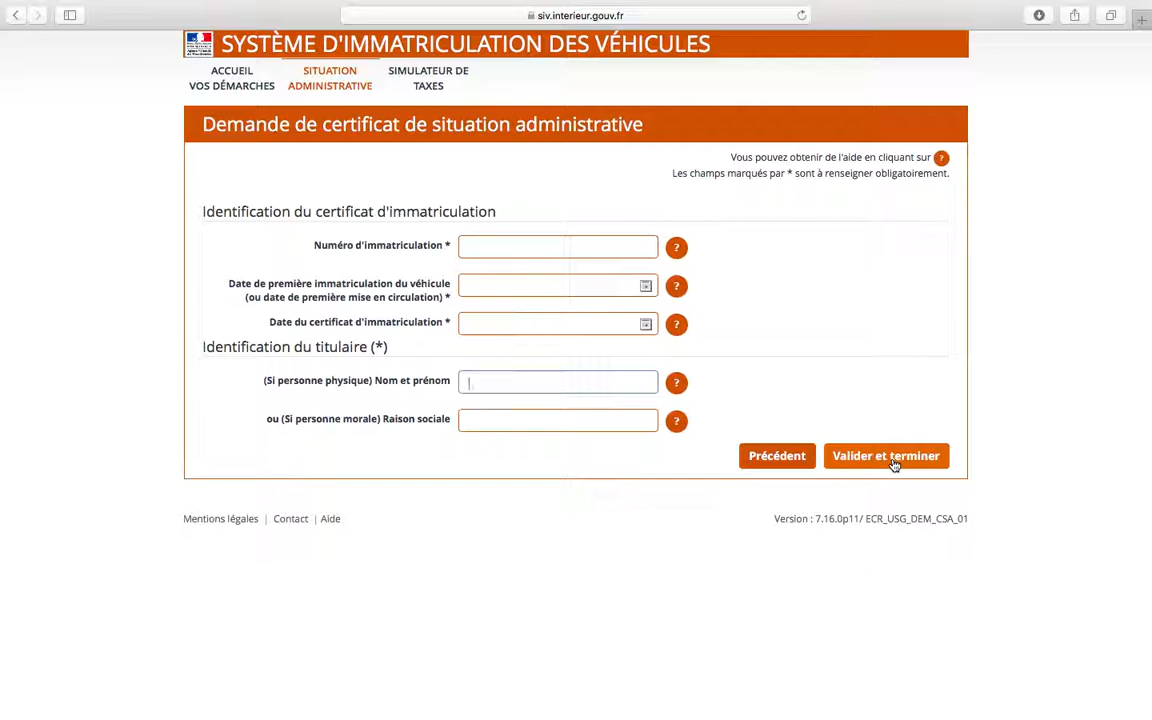 siv.interieur.gouv.fr
SYSTÈME D'IMMATRICULATION DES VÉHICULES
ACCUEIL
VOS DÉMARCHES
SITUATION
ADMINISTRATIVE
SIMULATEUR DE
TAXES
Demande de certificat de situation administrative
Vous pouvez obtenir de l'aide en cliquant sur ?
Les champs marqués par * sont à renseigner obligatoirement.
Identification du certificat d'immatriculation
Numéro d'immatriculation * ?
Date de première immatriculation du véhicule
(ou date de première mise en circulation) * ?
Date du certificat d'immatriculation * ?
Identification du titulaire (*)
(Si personne physique) Nom et prénom ?
ou (Si personne morale) Raison sociale ?
Précédent Valider et terminer
Mentions légales | Contact | Aide
Version : 7.16.0p11/ ECR_USG_DEM_CSA_01